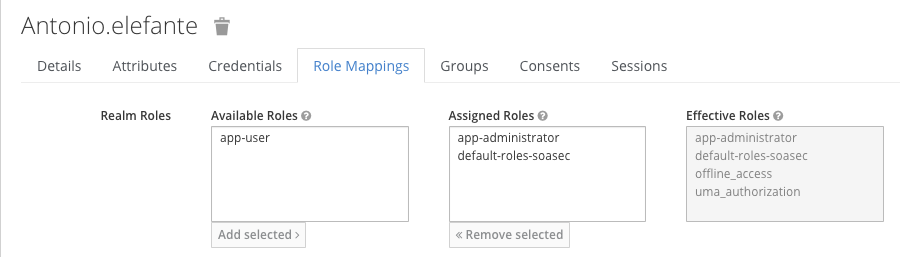 Antonio.elefante
Details Attributes Credentials Role Mappings Groups Consents Sessions
Realm Roles
Available Roles
app-user
Add selected ›
Assigned Roles
app-administrator
default-roles-soasec
« Remove selected
Effective Roles
app-administrator
default-roles-soasec
offline_access
uma_authorization